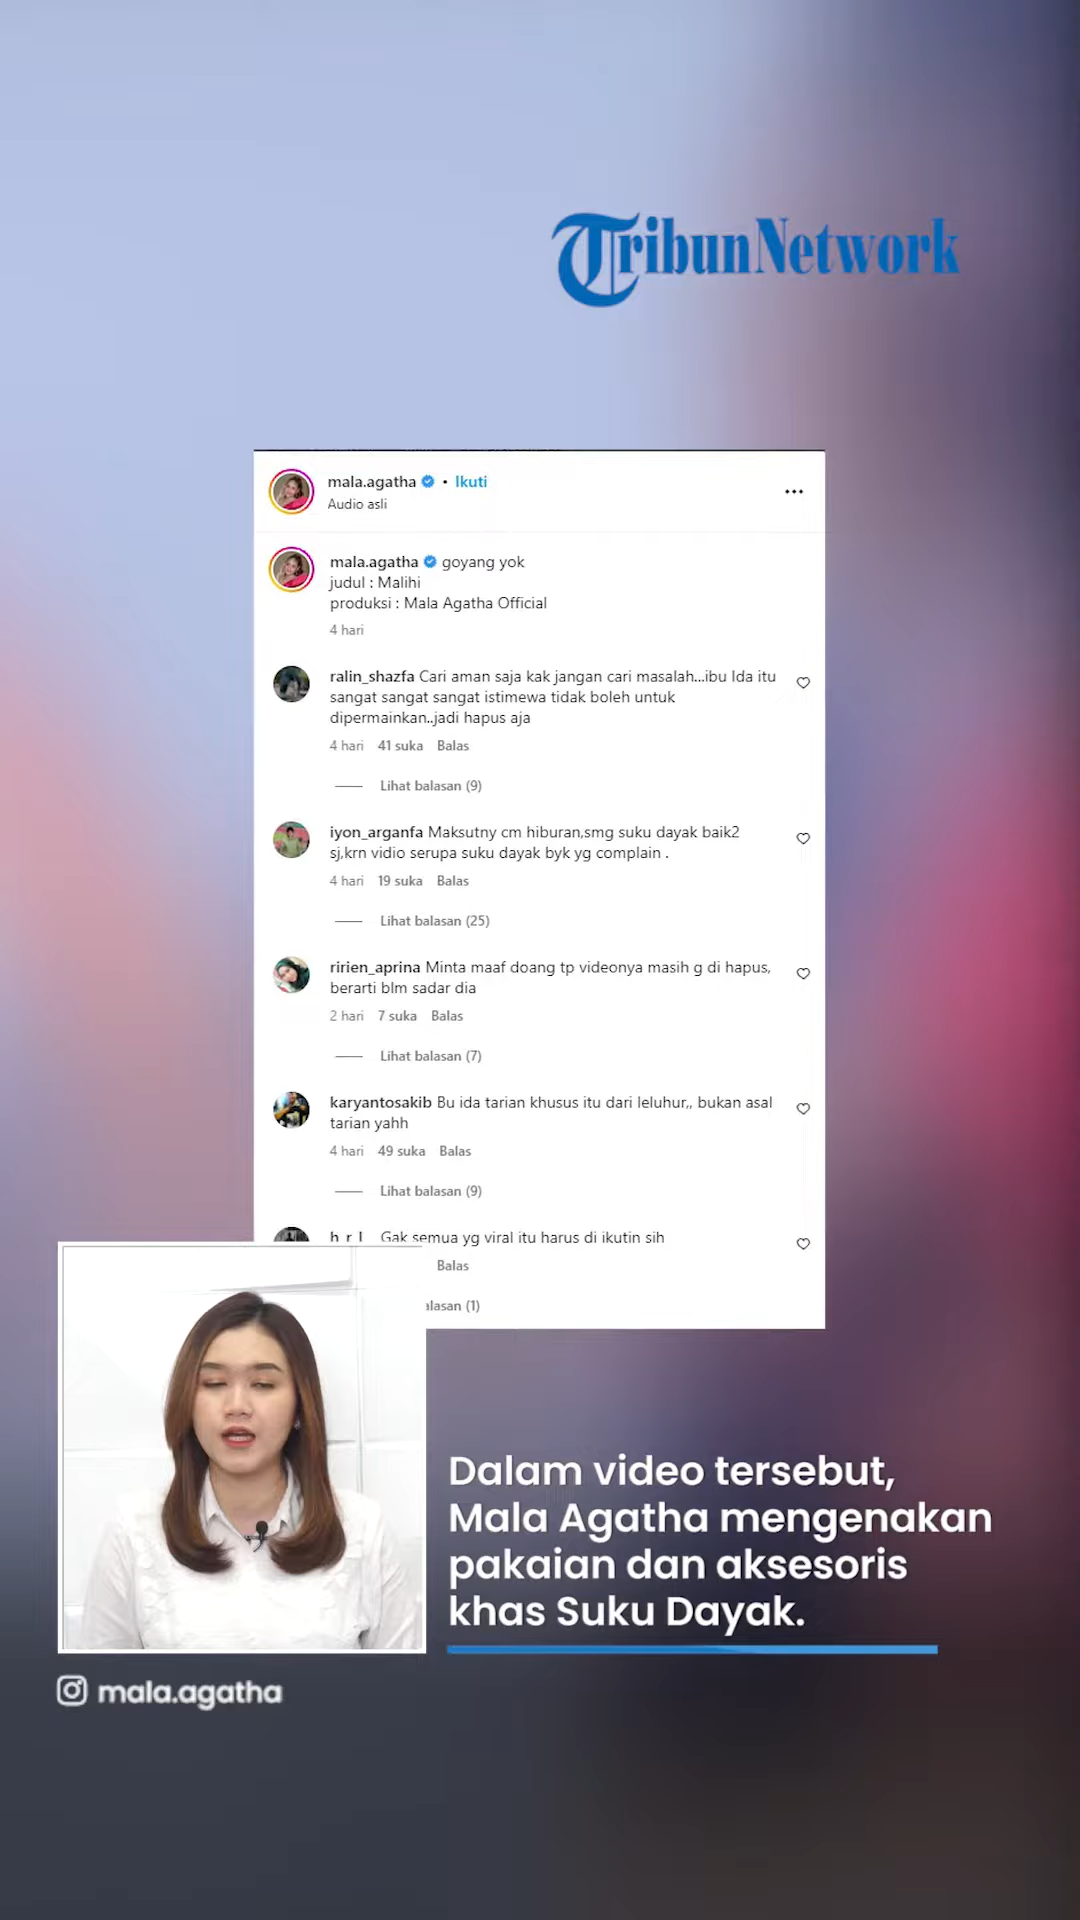 TribunNetwork
mala.agatha • Ikuti
Audio asli
mala.agatha goyang yok
judul : Malihi
produksi : Mala Agatha Official
4 hari
ralin_shazfa Cari aman saja kak jangan cari masalah...ibu Ida itu
sangat sangat sangat istimewa tidak boleh untuk
dipermainkan..jadi hapus aja
4 hari 41 suka Balas
Lihat balasan (9)
iyon_arganfa Maksutny cm hiburan,smg suku dayak baik2
sj,krn vidio serupa suku dayak byk yg complain .
4 hari 19 suka Balas
Lihat balasan (25)
ririen_aprina Minta maaf doang tp videonya masih g di hapus,
berarti blm sadar dia
2 hari 7 suka Balas
Lihat balasan (7)
karyantosakib Bu ida tarian khusus itu dari leluhur,, bukan asal
tarian yahh
4 hari 49 suka Balas
Lihat balasan (9)
Gak semua yg viral itu harus di ikutin sih
Balas
(1)
Dalam video tersebut,
Mala Agatha mengenakan
pakaian dan aksesoris
khas Suku Dayak.
mala.agatha